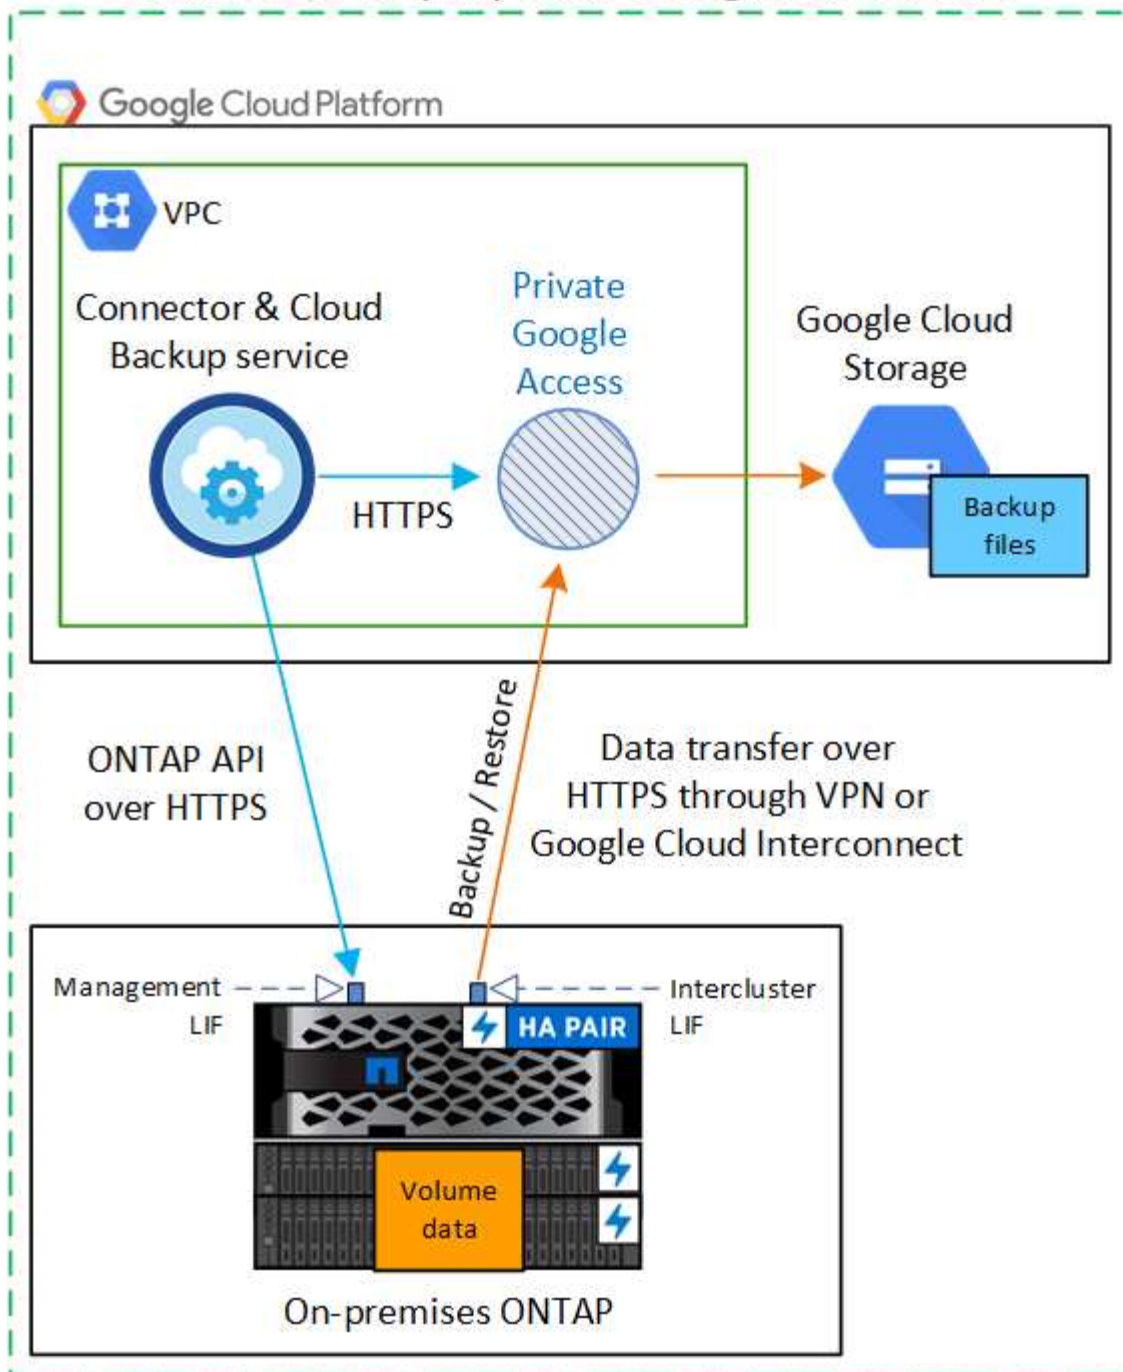 Google Cloud Platform
VPC
Connector & Cloud
Backup service
Private
Google
Access
Google Cloud
Storage
HTTPS
Backup
files
ONTAP API
over HTTPS
Backup / Restore
Data transfer over
HTTPS through VPN or
Google Cloud Interconnect
Management
LIF
Intercluster
LIF
HA PAIR
Volume
data
On-premises ONTAP